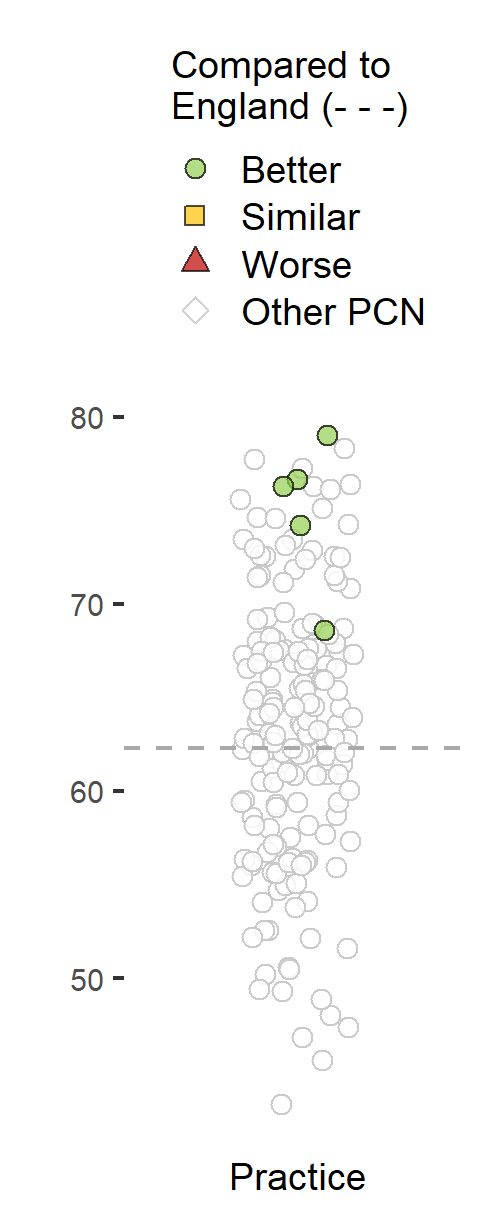 Compared to
England (- - -)
Better
Similar
Worse
Other PCN
80
70
60
50
Practice